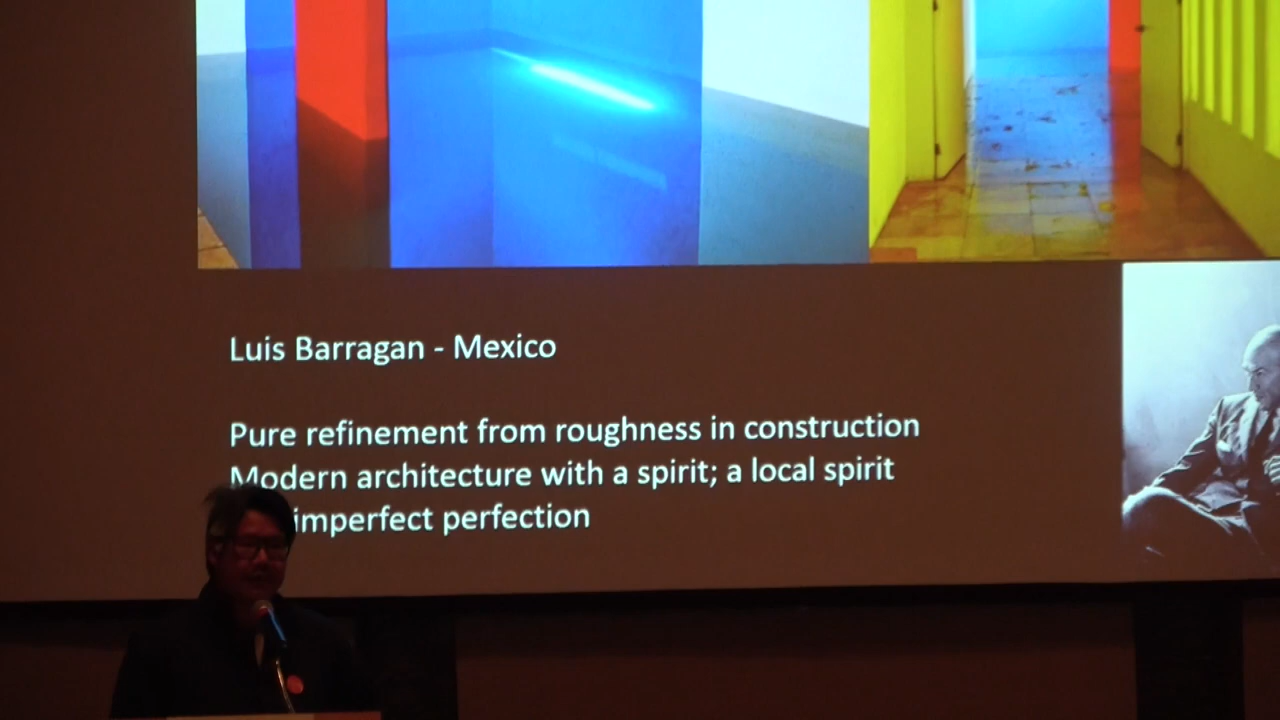 Luis Barragan - Mexico
Pure refinement from roughness in construction
Modern architecture with a spirit; a local spirit
imperfect perfection